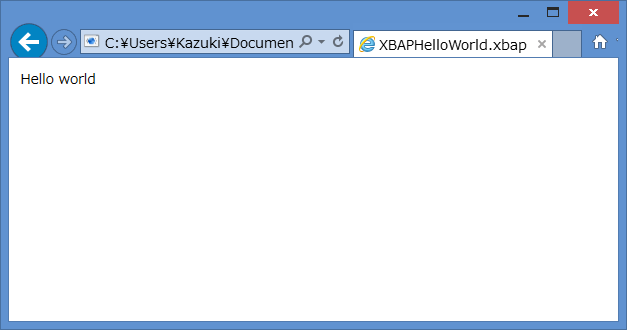 C:¥Users¥Kazuki¥Documen
XBAPHelloWorld.xbap
Hello world